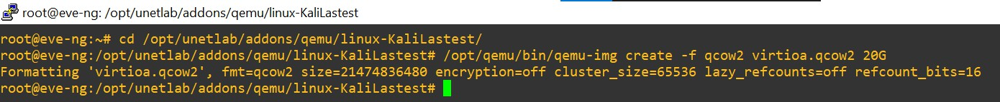 root@eve-ng: /opt/unetlab/addons/qemu/linux-KaliLastest
root@eve-ng:~# cd /opt/unetlab/addons/qemu/linux-KaliLastest/
root@eve-ng:/opt/unetlab/addons/qemu/linux-KaliLastest# /opt/qemu/bin/qemu-img create -f qcow2 virtioa.qcow2 20G
Formatting 'virtioa.qcow2', fmt=qcow2 size=21474836480 encryption=off cluster_size=65536 lazy_refcounts=off refcount_bits=16
root@eve-ng:/opt/unetlab/addons/qemu/linux-KaliLastest#